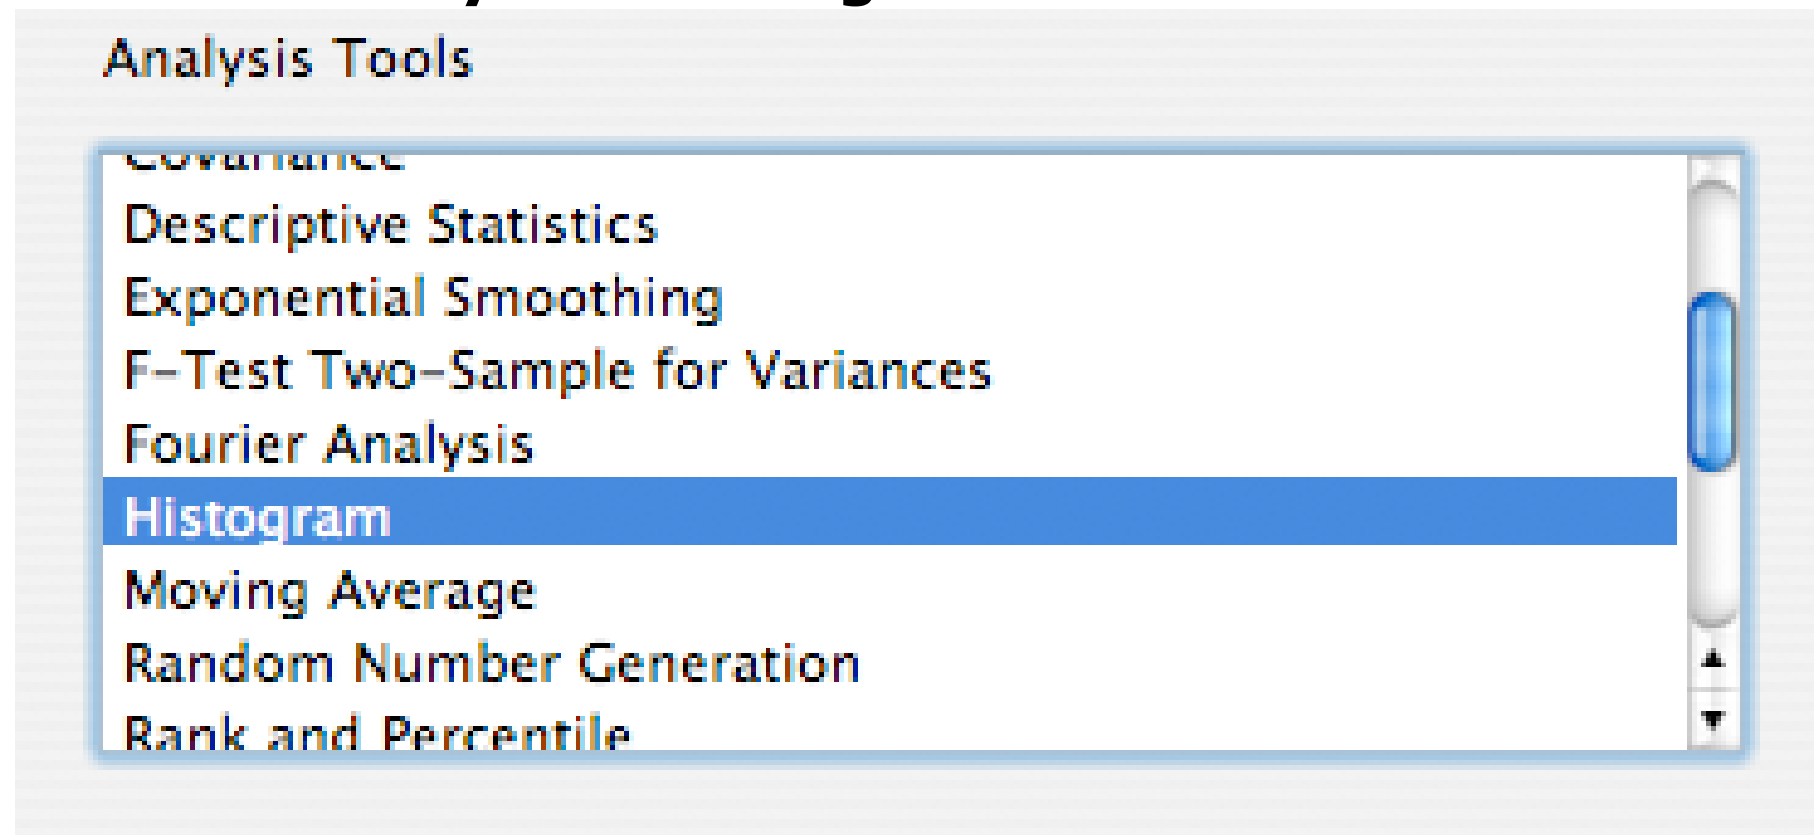 Analysis Tools
Covariance
Descriptive Statistics
Exponential Smoothing
F-Test Two-Sample for Variances
Fourier Analysis
Histogram
Moving Average
Random Number Generation
Rank and Percentile